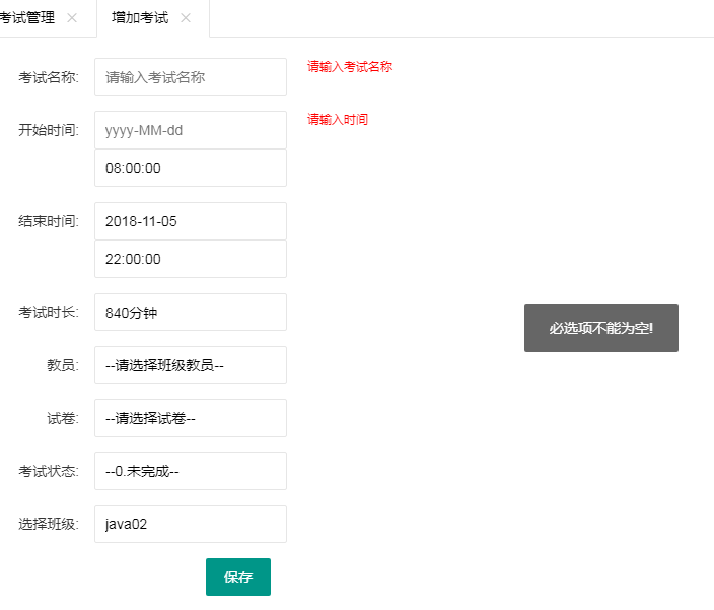 考试管理
增加考试
考试名称: 请输入考试名称 请输入考试名称
开始时间: yyyy-MM-dd 请输入时间
08:00:00
结束时间: 2018-11-05
22:00:00
考试时长: 840分钟
必选项不能为空!
教员: --请选择班级教员--
试卷: --请选择试卷--
考试状态: --0.未完成--
选择班级: java02
保存